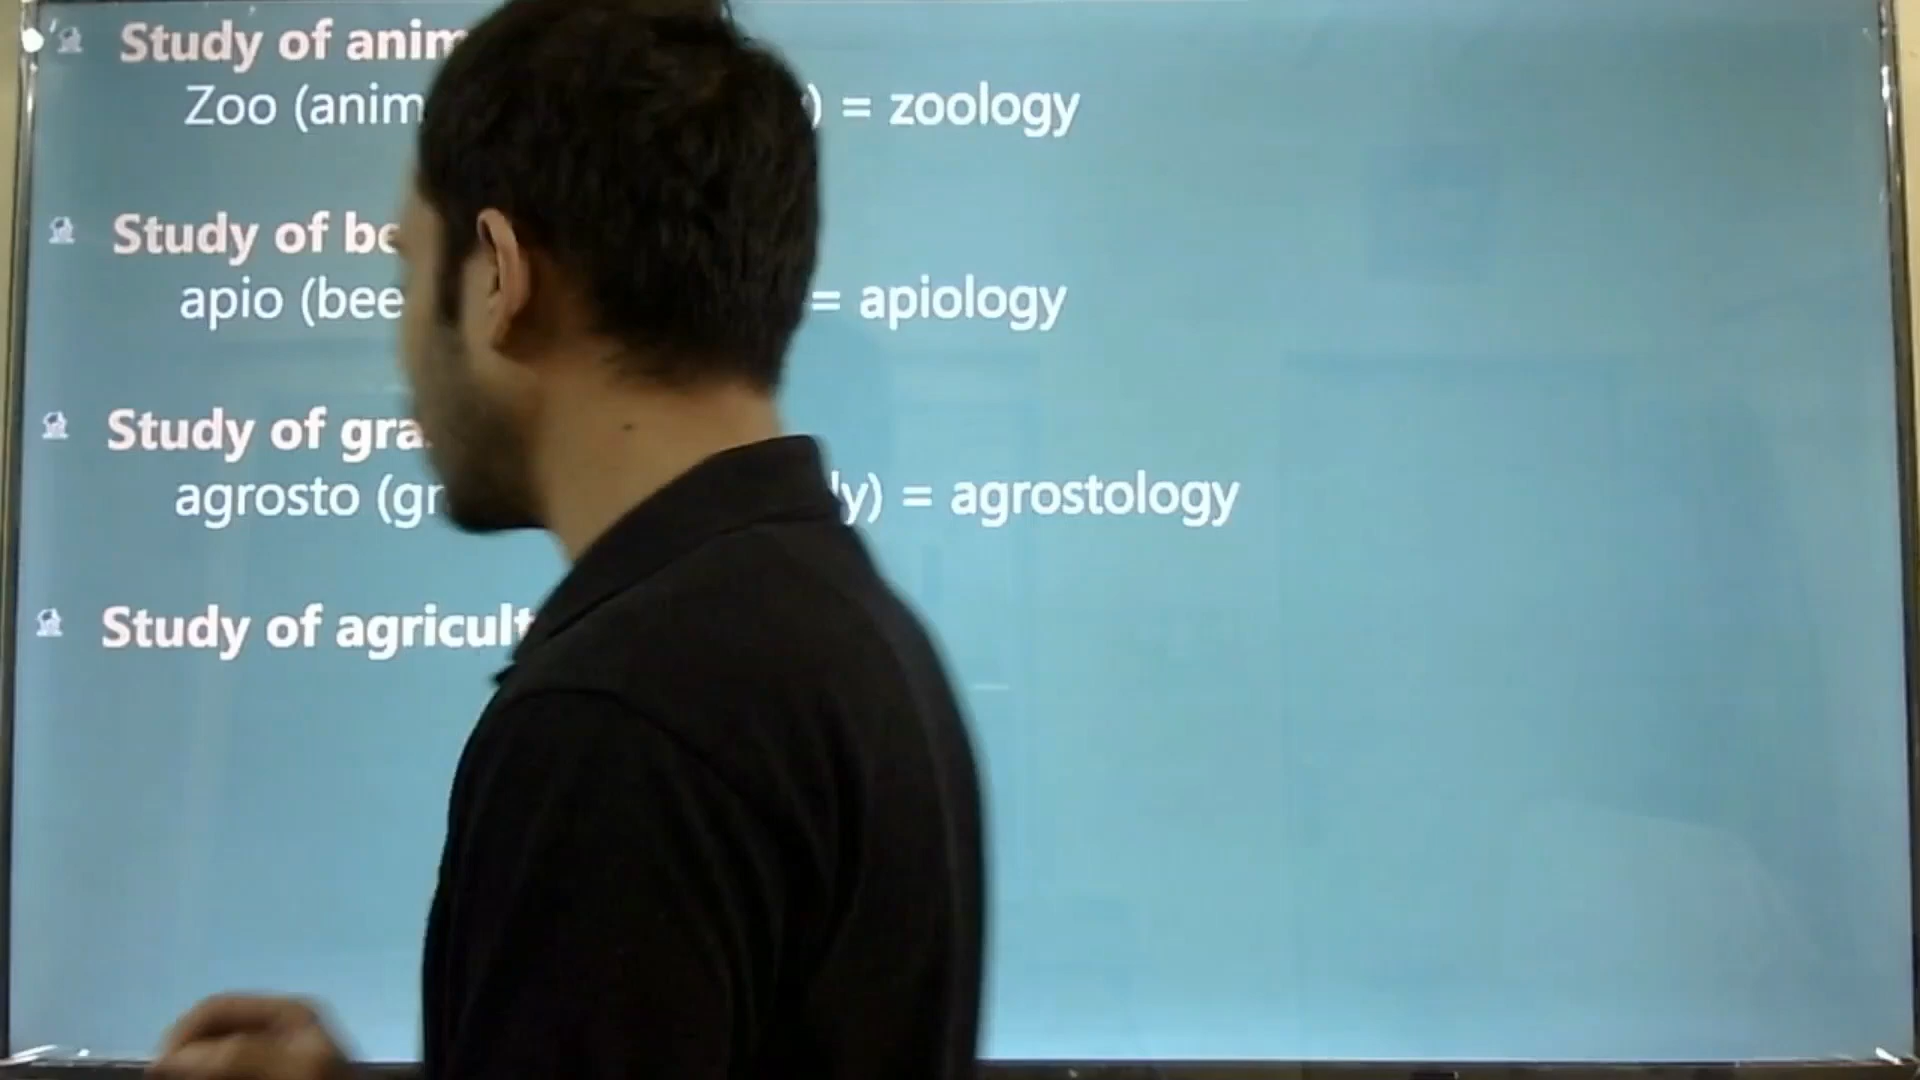 Study of anim
Zoo (anim ) = zoology
Study of be
apio (bee = apiology
Study of gra
agrosto (gr ly) = agrostology
Study of agricult